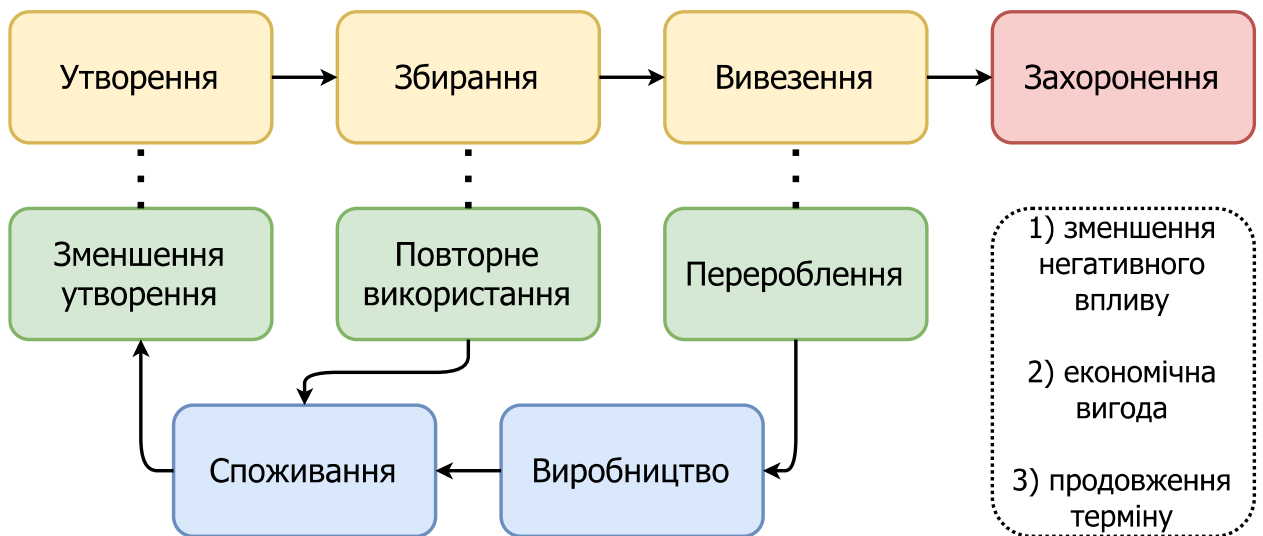 Утворення
Збирання
Вивезення
Захоронення
Зменшення
утворення
Повторне
використання
Перероблення
1) зменшення
негативного
впливу
2) економічна
вигода
3) продовження
терміну
Споживання
Виробництво